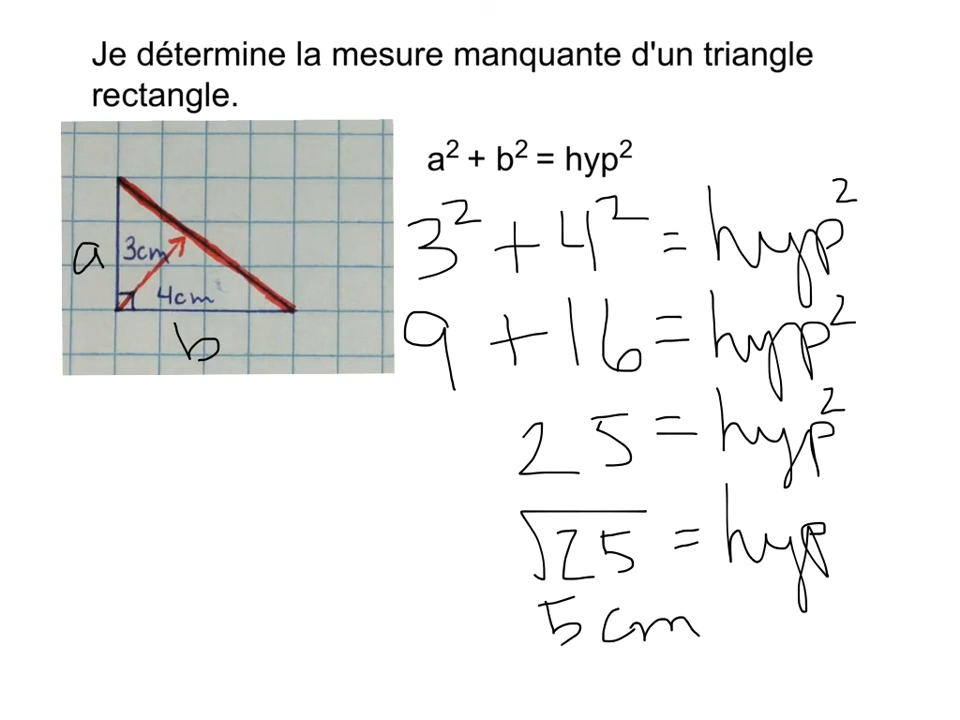 Je détermine la mesure manquante d'un triangle
rectangle.
a² + b² = hyp²
3² + 4² = hyp²
a
3cm
4cm
b
9 + 16 = hyp²
25 = hyp²
√25 = hyp
5 cm